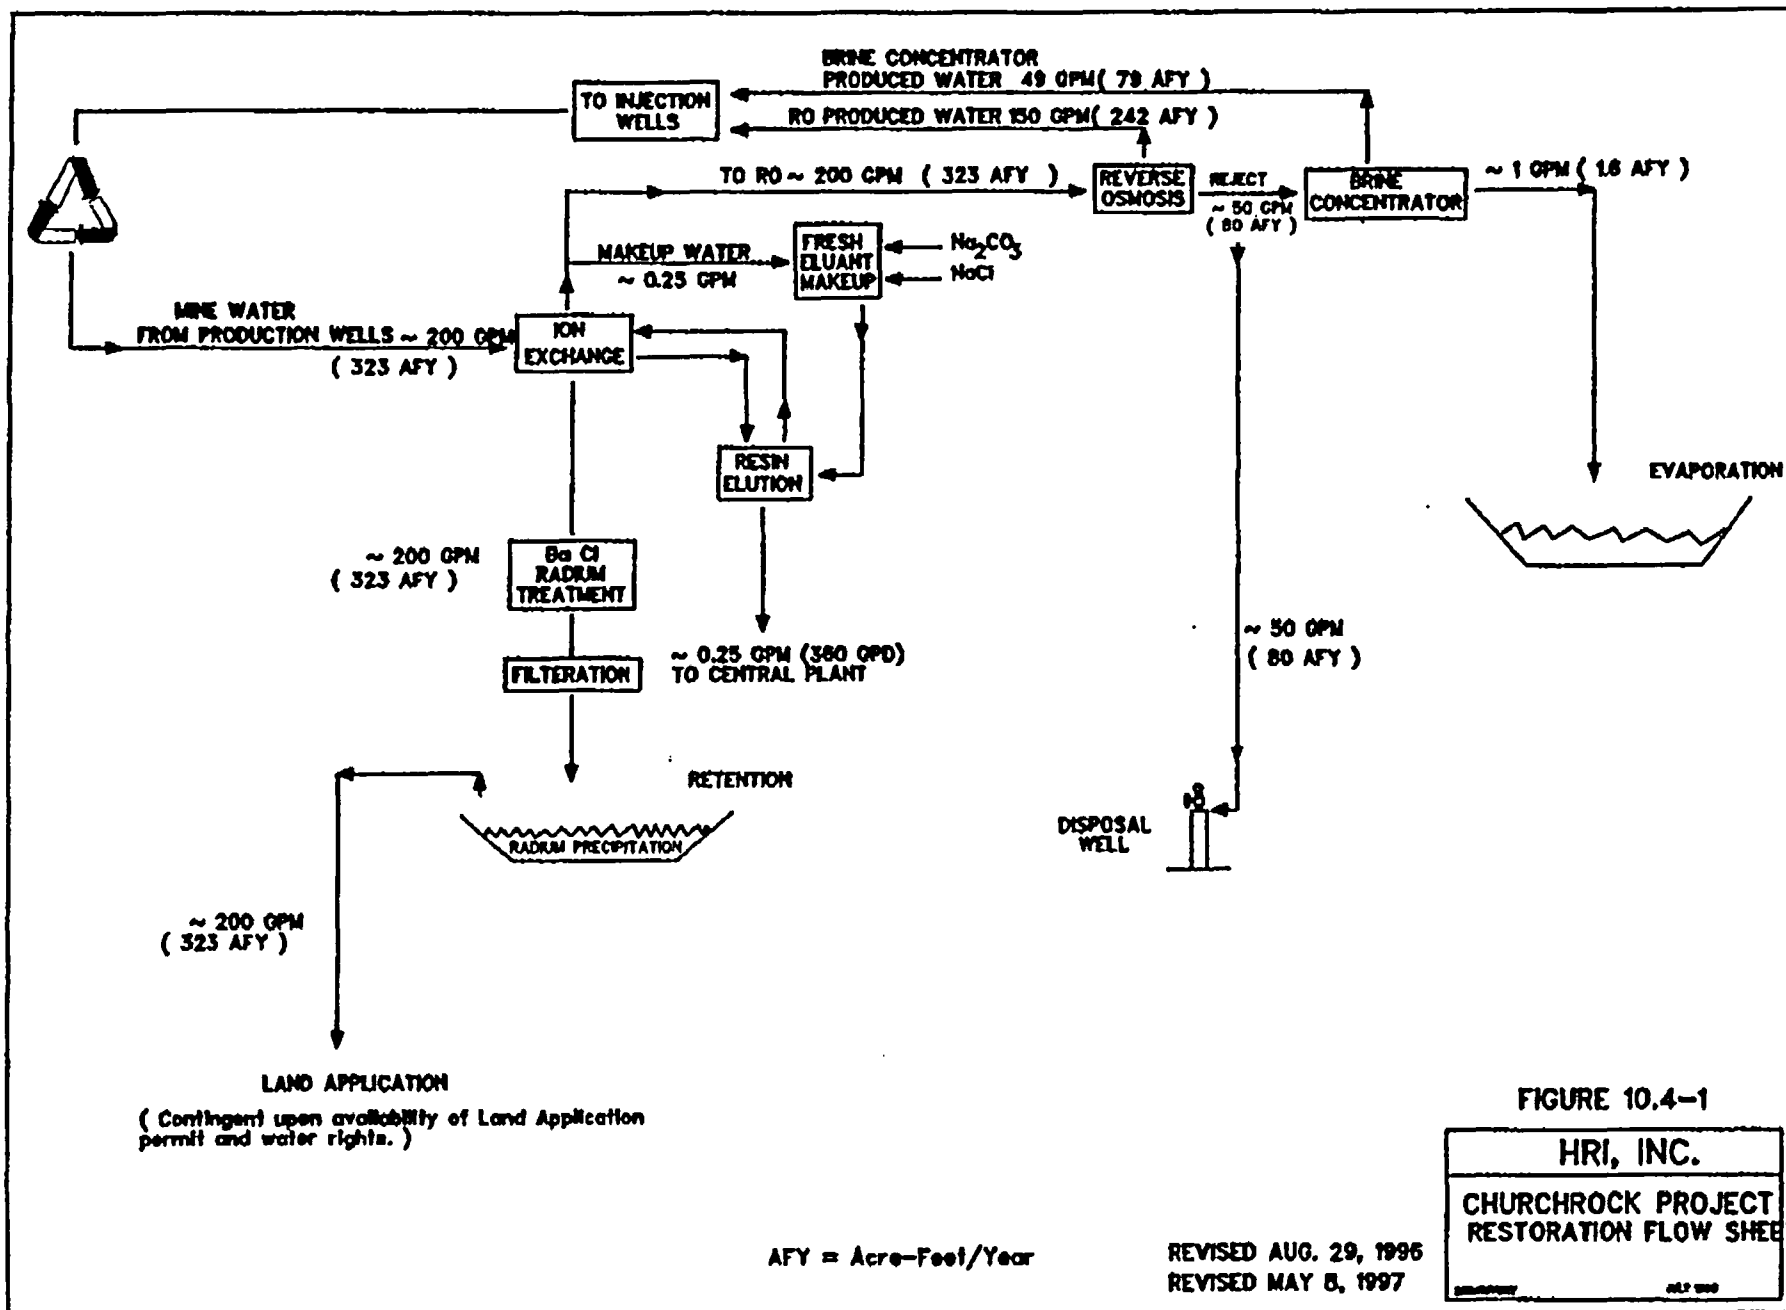 BRINE CONCENTRATOR
PRODUCED WATER 49 GPM( 79 AFY )
TO INJECTION
WELLS
RO PRODUCED WATER 150 GPM( 242 AFY )
TO RO ~ 200 GPM ( 323 AFY )
REVERSE
OSMOSIS
REJECT
~ 50 GPM
( 80 AFY )
BRINE
CONCENTRATOR
~ 1 GPM ( 1.6 AFY )
MAKEUP WATER
~ 0.25 GPM
FRESH
ELUANT
MAKEUP
Na2CO3
NaCl
MINE WATER
FROM PRODUCTION WELLS ~ 200 GPM
( 323 AFY )
ION
EXCHANGE
RESIN
ELUTION
EVAPORATION
~ 200 GPM
( 323 AFY )
Ba Cl
RADIUM
TREATMENT
FILTERATION
~ 0.25 GPM (360 GPD)
TO CENTRAL PLANT
~ 50 GPM
( 80 AFY )
RETENTION
RADIUM PRECIPITATION
DISPOSAL
WELL
~ 200 GPM
( 323 AFY )
LAND APPLICATION
( Contingent upon availability of Land Application
permit and water rights. )
FIGURE 10.4-1
HRI, INC.
CHURCHROCK PROJECT
RESTORATION FLOW SHEE
AFY = Acre-Feet/Year
REVISED AUG. 29, 1996
REVISED MAY 8, 1997